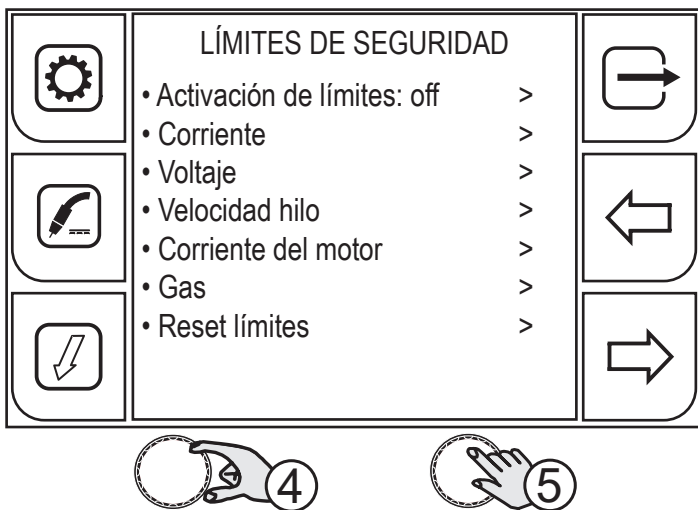 LÍMITES DE SEGURIDAD
• Activación de límites: off >
• Corriente >
• Voltaje >
• Velocidad hilo >
• Corriente del motor >
• Gas >
• Reset límites >
4 5